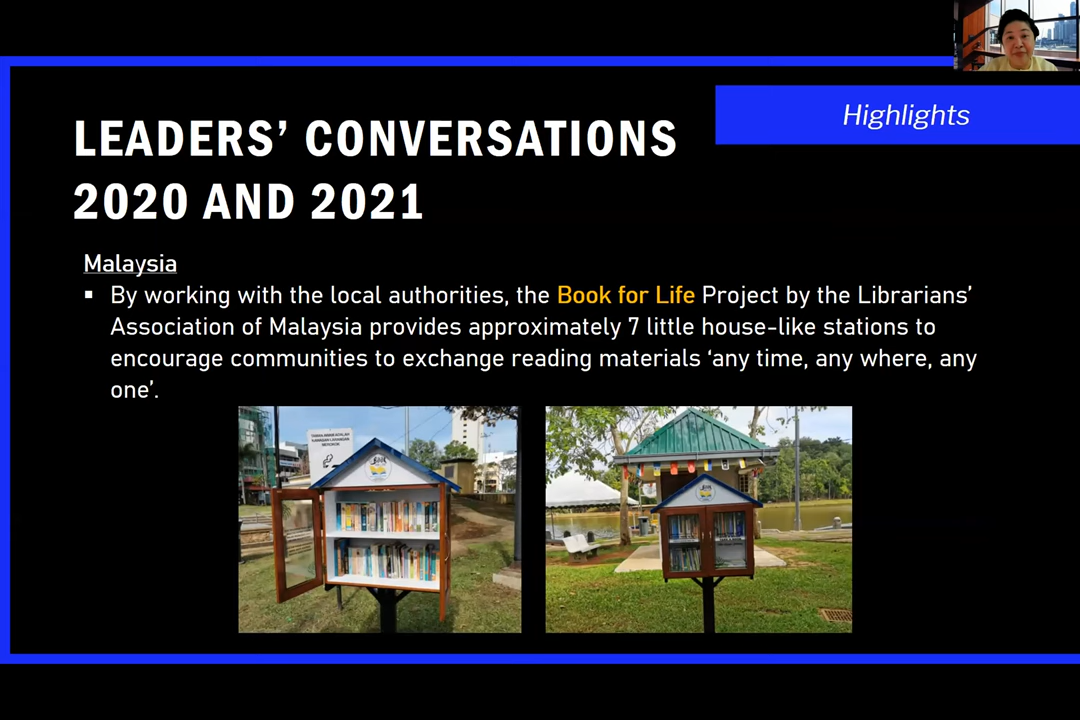 Highlights
LEADERS’ CONVERSATIONS
2020 AND 2021
Malaysia
▪ By working with the local authorities, the Book for Life Project by the Librarians’
Association of Malaysia provides approximately 7 little house-like stations to
encourage communities to exchange reading materials ‘any time, any where, any
one’.